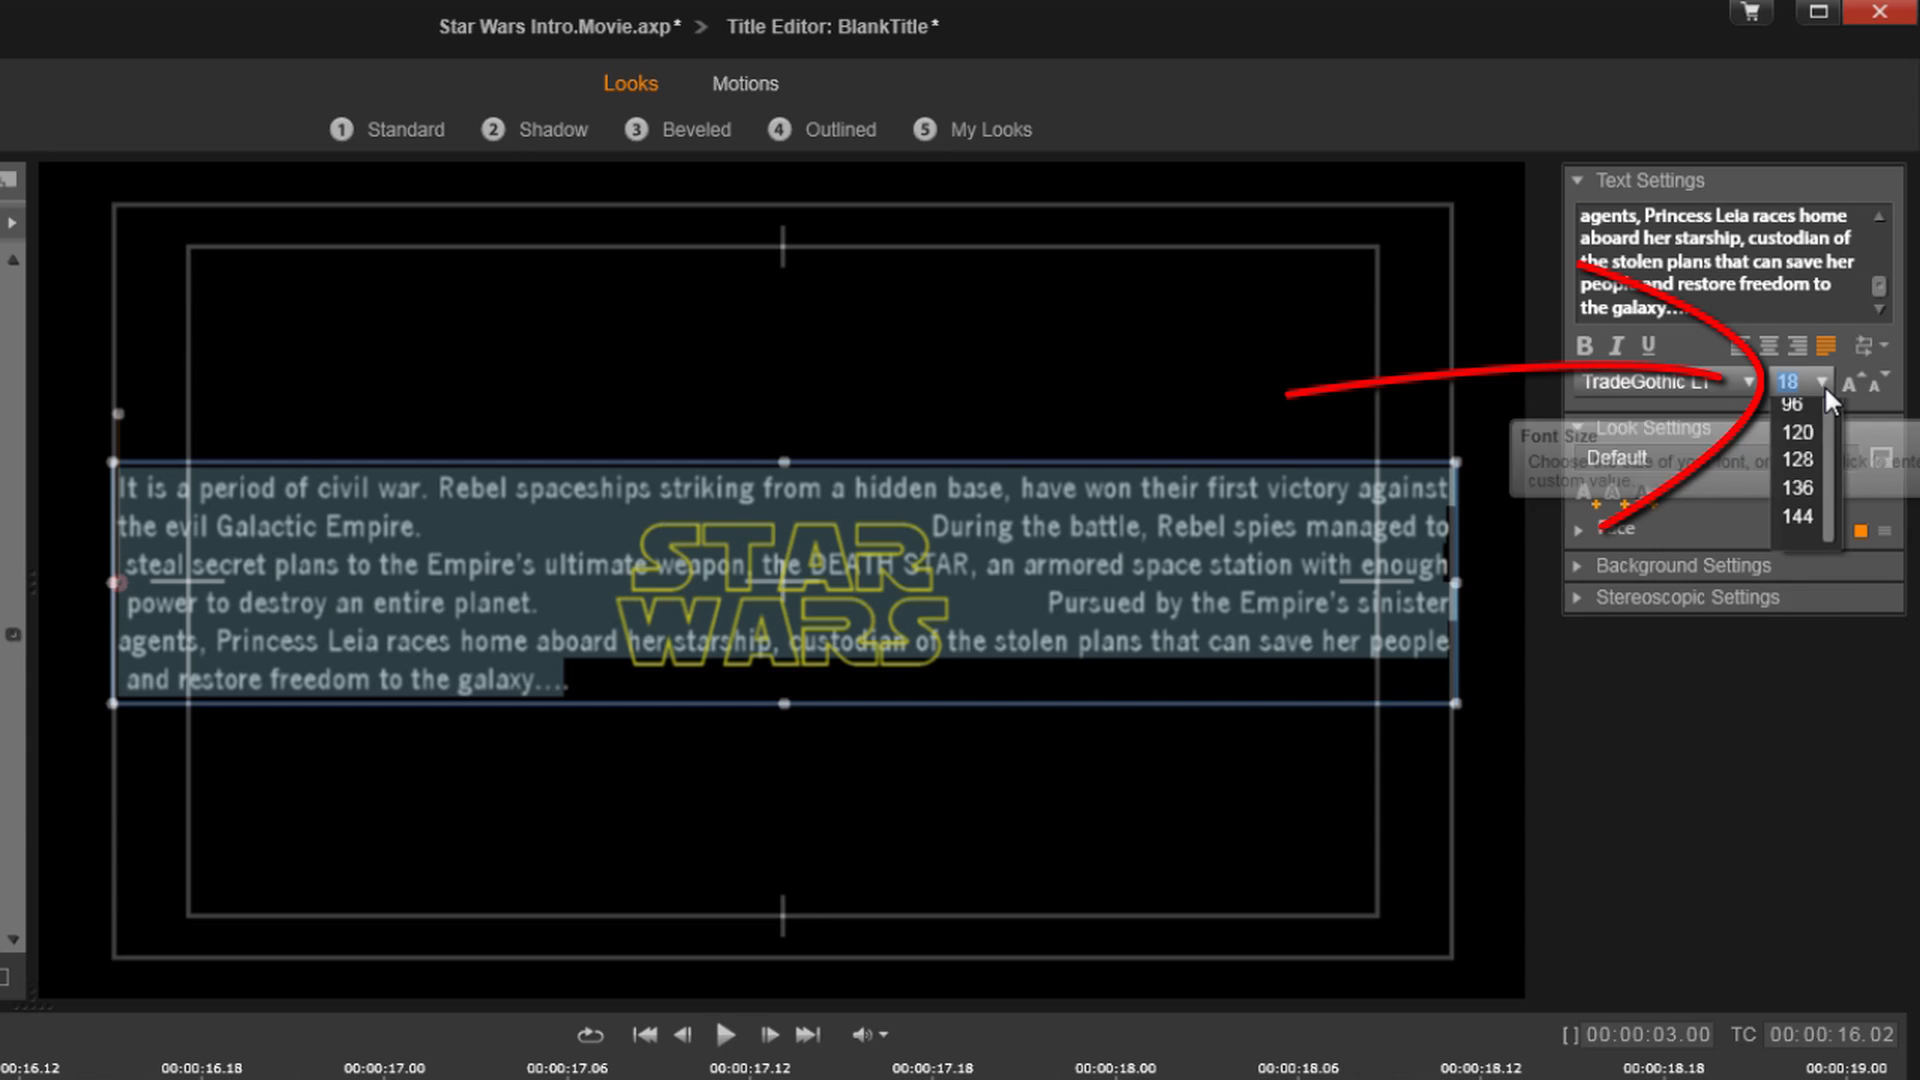 Star Wars Intro.Movie.axp* > Title Editor: BlankTitle*
Looks Motions
1 Standard 2 Shadow 3 Beveled 4 Outlined 5 My Looks
Text Settings
agents, Princess Leia races home
aboard her starship, custodian of
the stolen plans that can save her
people and restore freedom to
the galaxy....
B I U
TradeGothic LT 18
96
120
128
136
144
Look Settings
Font Size
Default
Face
Background Settings
Stereoscopic Settings
It is a period of civil war. Rebel spaceships striking from a hidden base, have won their first victory against
the evil Galactic Empire. During the battle, Rebel spies managed to
steal secret plans to the Empire's ultimate weapon, the DEATH STAR, an armored space station with enough
power to destroy an entire planet. Pursued by the Empire's sinister
agents, Princess Leia races home aboard her starship, custodian of the stolen plans that can save her people
and restore freedom to the galaxy....
STAR
WARS
[] 00:00:03.00 TC 00:00:16.02
00:16.12 00:00:16.18 00:00:17.00 00:00:17.06 00:00:17.12 00:00:17.18 00:00:18.00 00:00:18.06 00:00:18.12 00:00:18.18 00:00:19.00